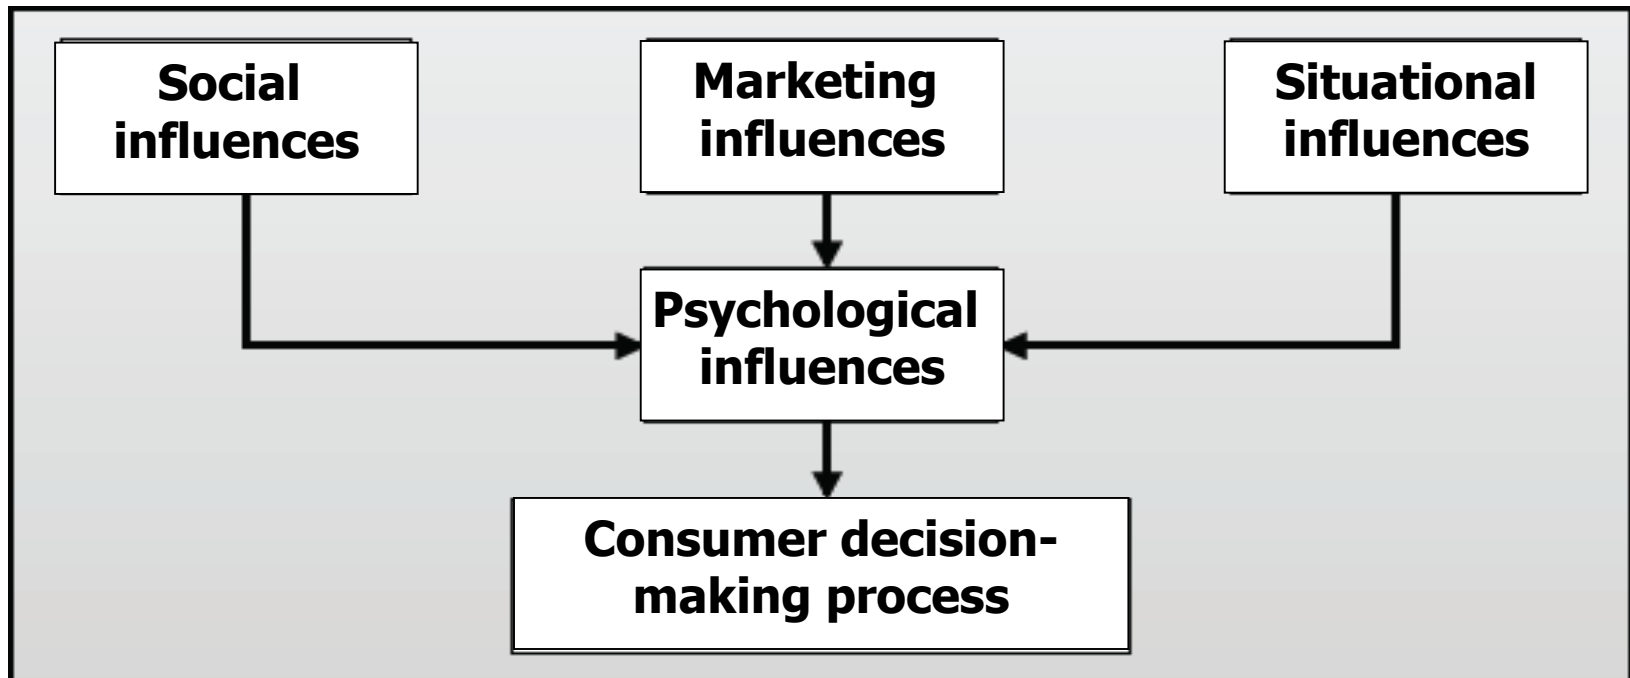 Social
influences
Marketing
influences
Situational
influences
Psychological
influences
Consumer decision-
making process